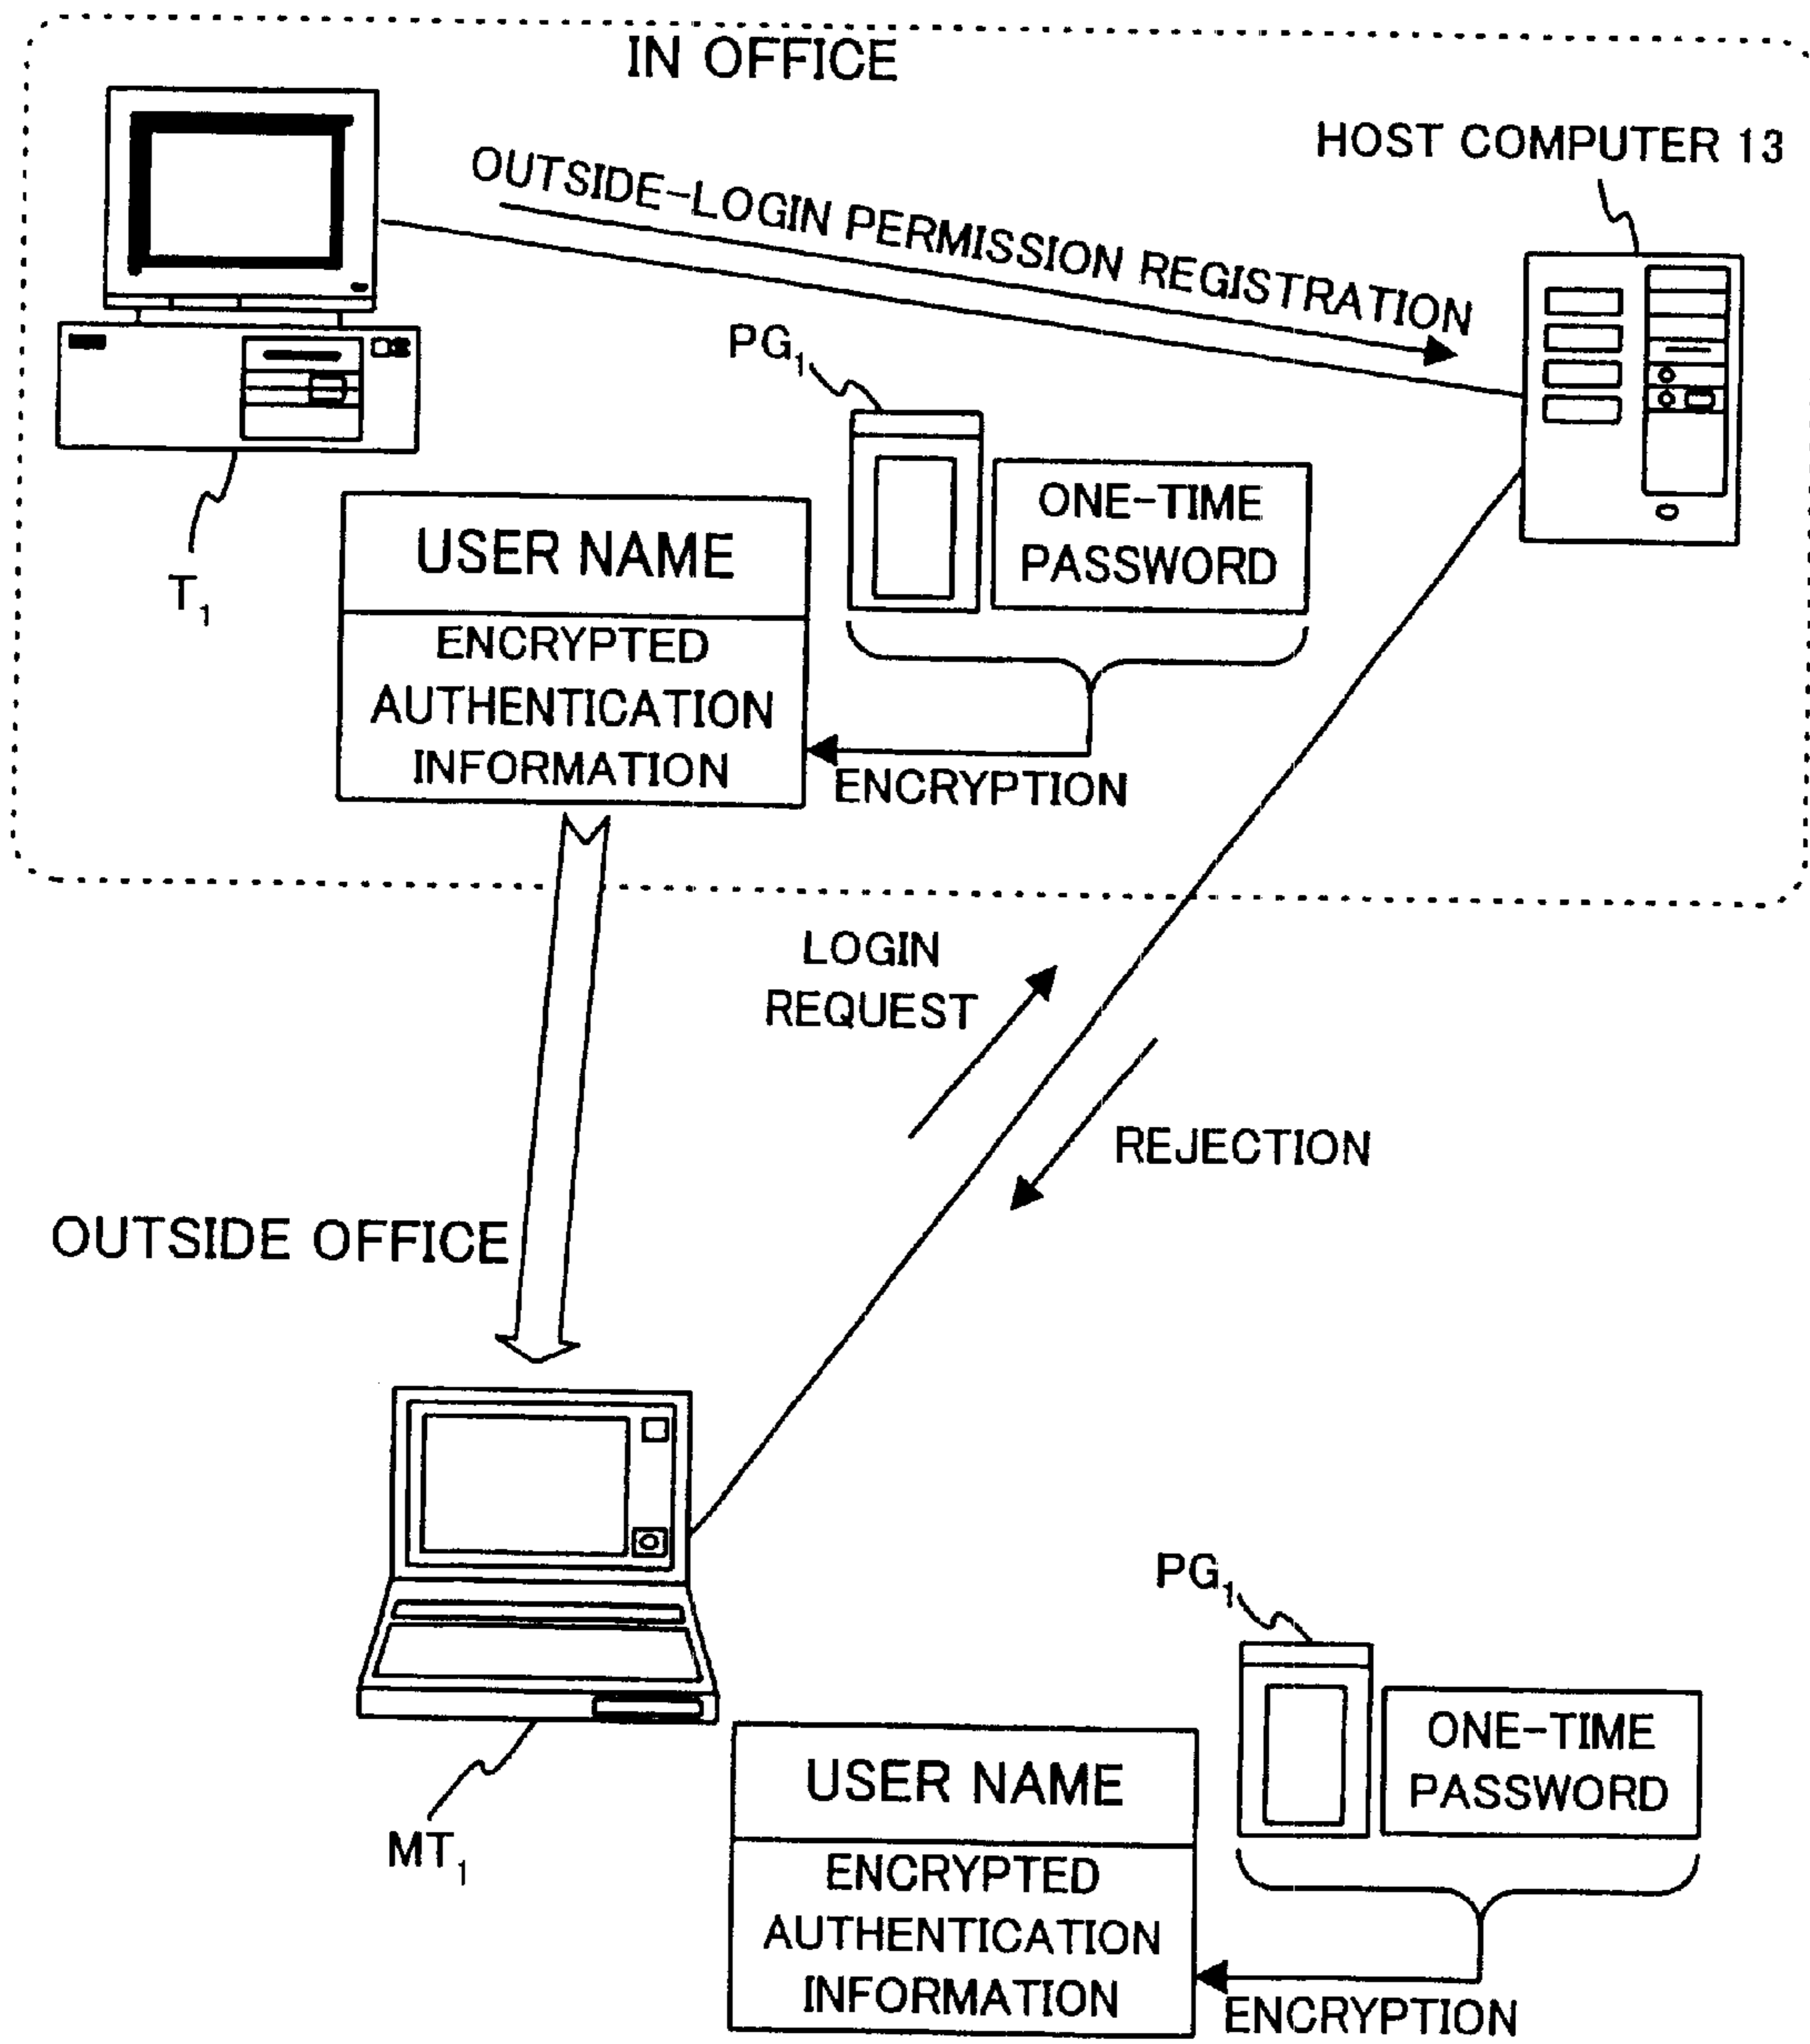 IN OFFICE
HOST COMPUTER 13
OUTSIDE-LOGIN PERMISSION REGISTRATION
PG₁
T₁
USER NAME
ENCRYPTED
AUTHENTICATION
INFORMATION
ONE-TIME
PASSWORD
ENCRYPTION
LOGIN
REQUEST
REJECTION
OUTSIDE OFFICE
MT₁
PG₁
USER NAME
ENCRYPTED
AUTHENTICATION
INFORMATION
ONE-TIME
PASSWORD
ENCRYPTION